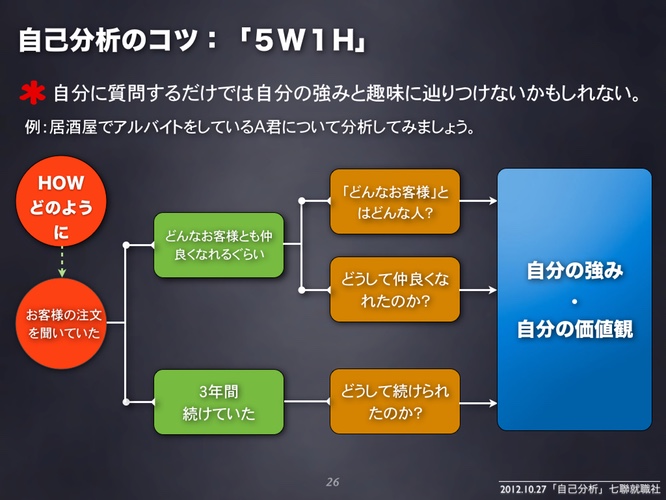 自己分析のコツ：「５Ｗ１Ｈ」
✱ 自分に質問するだけでは自分の強みと趣味に辿りつけないかもしれない。
例：居酒屋でアルバイトをしているA君について分析してみましょう。
HOW
どのよう
に
お客様の注文
を聞いていた
どんなお客様とも仲
良くなれるぐらい
3年間
続けていた
「どんなお客様」と
はどんな人？
どうして仲良くな
れたのか？
どうして続けられ
たのか？
自分の強み
・
自分の価値観
26
2012.10.27「自己分析」七聯就職社